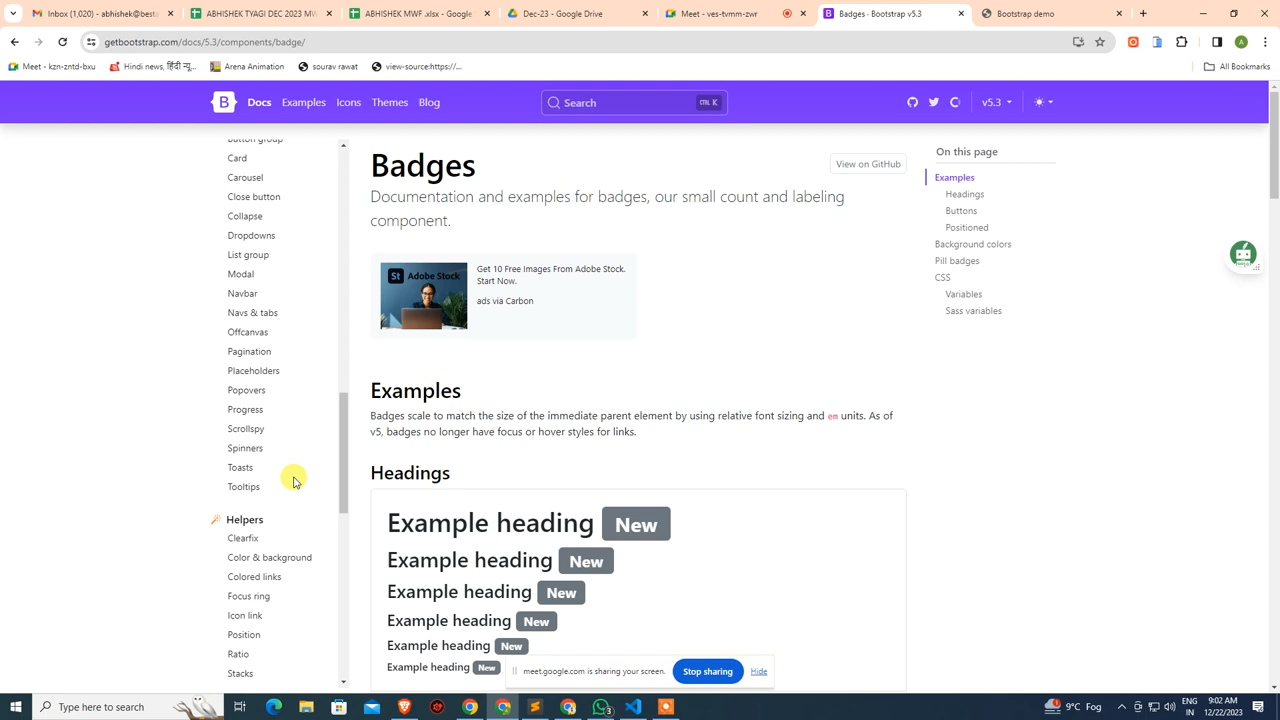 Inbox (1,020) - abhishek@besta
ABHISHEK TYAGI DEC 2023 MW
ABHISHEK MWF .xlsx - Google
Dec-23 - Google Drive
Meet - ves-tvmm-zwr
Badges · Bootstrap v5.3
Bootstrap demo
getbootstrap.com/docs/5.3/components/badge/
Meet - kzn-zntd-bxu
Hindi news, हिंदी न्यू...
Arena Animation
sourav rawat
view-source:https://...
All Bookmarks
B
Docs
Examples
Icons
Themes
Blog
Search
CTRL K
v5.3
Button group
Card
Carousel
Close button
Collapse
Dropdowns
List group
Modal
Navbar
Navs & tabs
Offcanvas
Pagination
Placeholders
Popovers
Progress
Scrollspy
Spinners
Toasts
Tooltips
Helpers
Clearfix
Color & background
Colored links
Focus ring
Icon link
Position
Ratio
Stacks
Badges
View on GitHub
Documentation and examples for badges, our small count and labeling
component.
St Adobe Stock
Get 10 Free Images From Adobe Stock.
Start Now.
ads via Carbon
Examples
Badges scale to match the size of the immediate parent element by using relative font sizing and em units. As of
v5, badges no longer have focus or hover styles for links.
Headings
Example heading New
Example heading New
Example heading New
Example heading New
Example heading New
Example heading New
On this page
Examples
Headings
Buttons
Positioned
Background colors
Pill badges
CSS
Variables
Sass variables
meet.google.com is sharing your screen.
Stop sharing
Hide
Type here to search
3
9°C Fog
ENG
IN
9:02 AM
12/22/2023